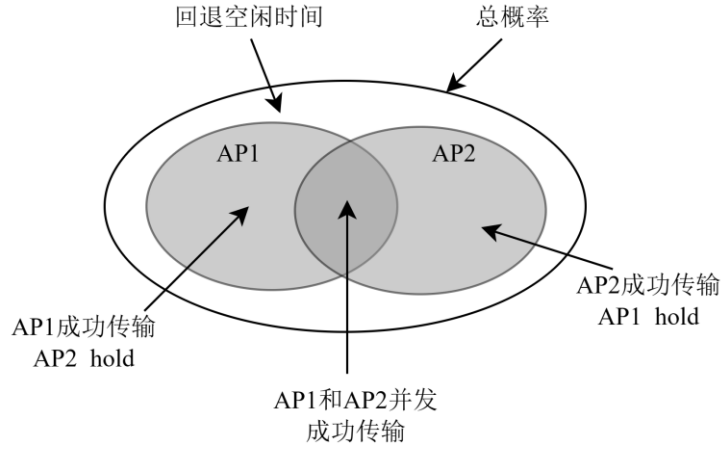 回退空闲时间
总概率
AP1
AP2
AP1成功传输
AP2 hold
AP2成功传输
AP1 hold
AP1和AP2并发
成功传输